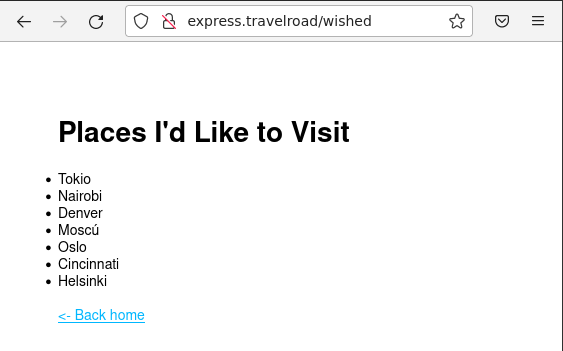 express.travelroad/wished
Places I'd Like to Visit
• Tokio
• Nairobi
• Denver
• Moscú
• Oslo
• Cincinnati
• Helsinki
<- Back home